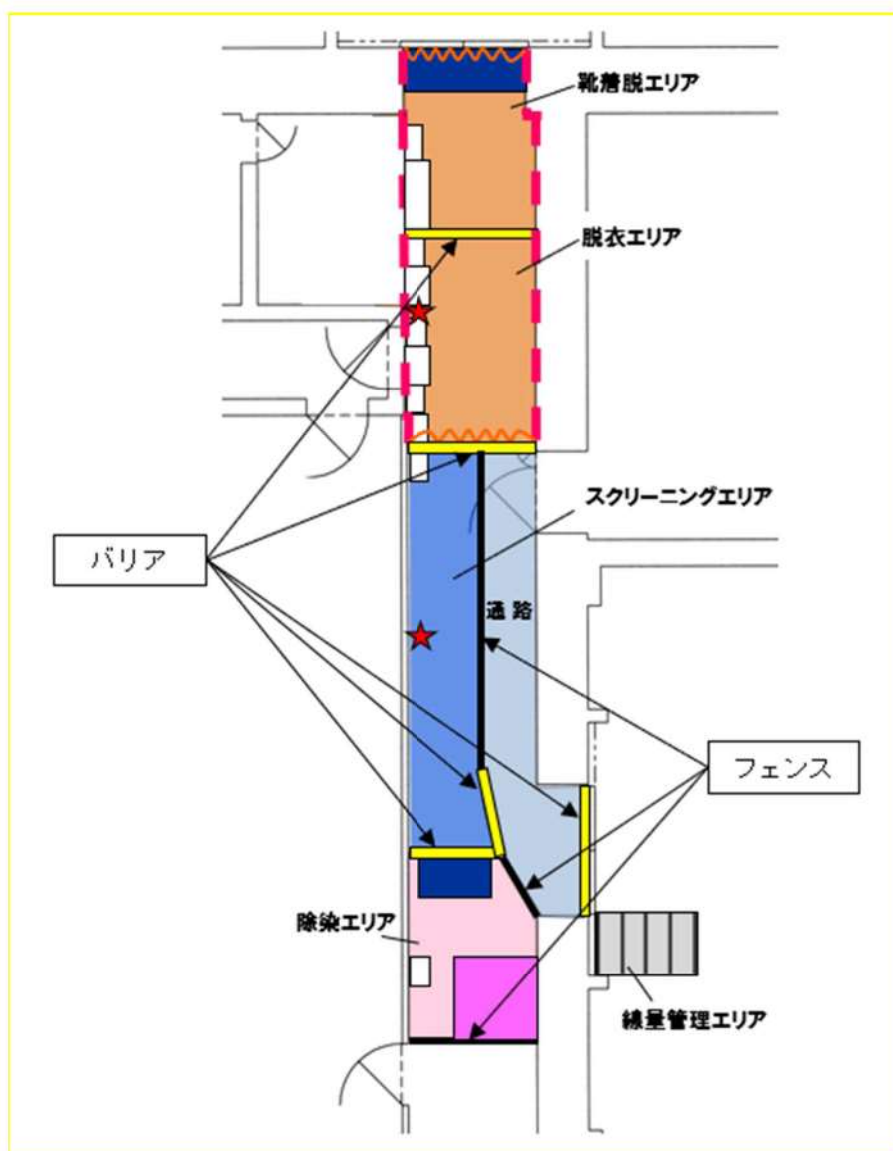 靴着脱エリア
脱衣エリア
スクリーニングエリア
バリア
通路
フェンス
除染エリア
線量管理エリア